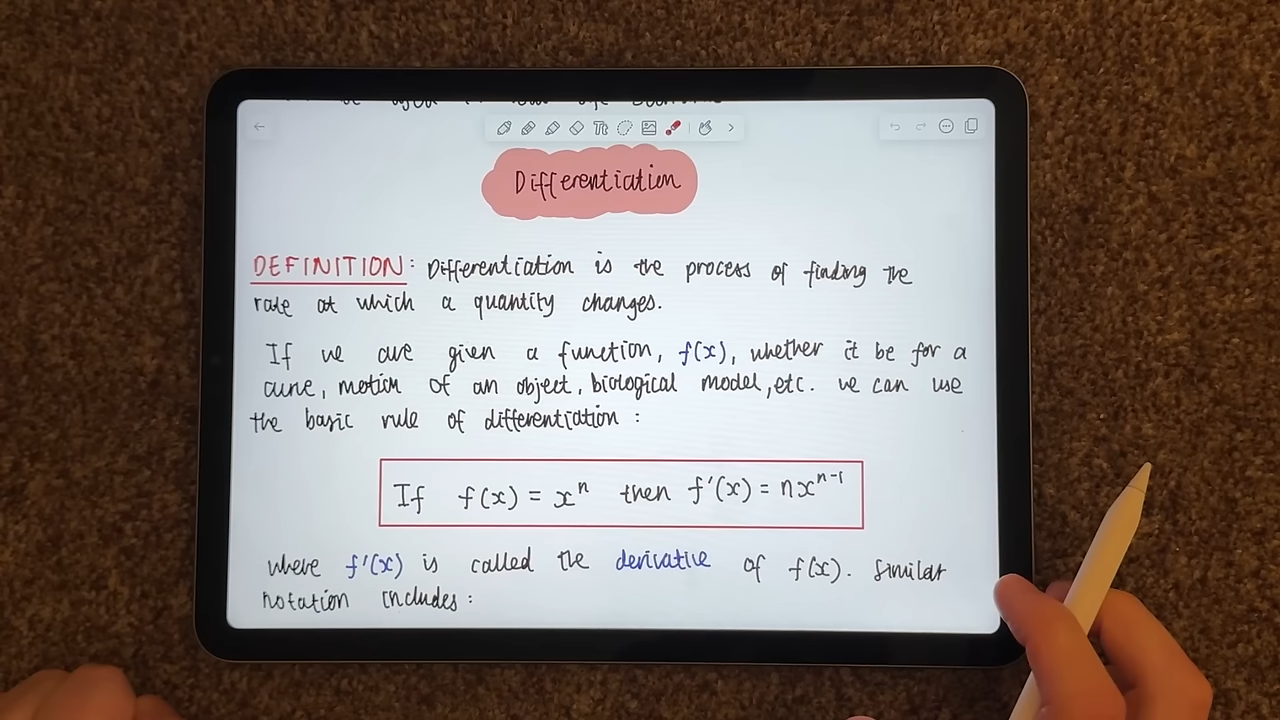 Differentiation
DEFINITION: Differentiation is the process of finding the
rate at which a quantity changes.
If we are given a function, f(x), whether it be for a
curve, motion of an object, biological model, etc. we can use
the basic rule of differentiation:
If f(x) = xⁿ then f'(x) = nxⁿ⁻¹
where f'(x) is called the derivative of f(x). Similar
notation includes: